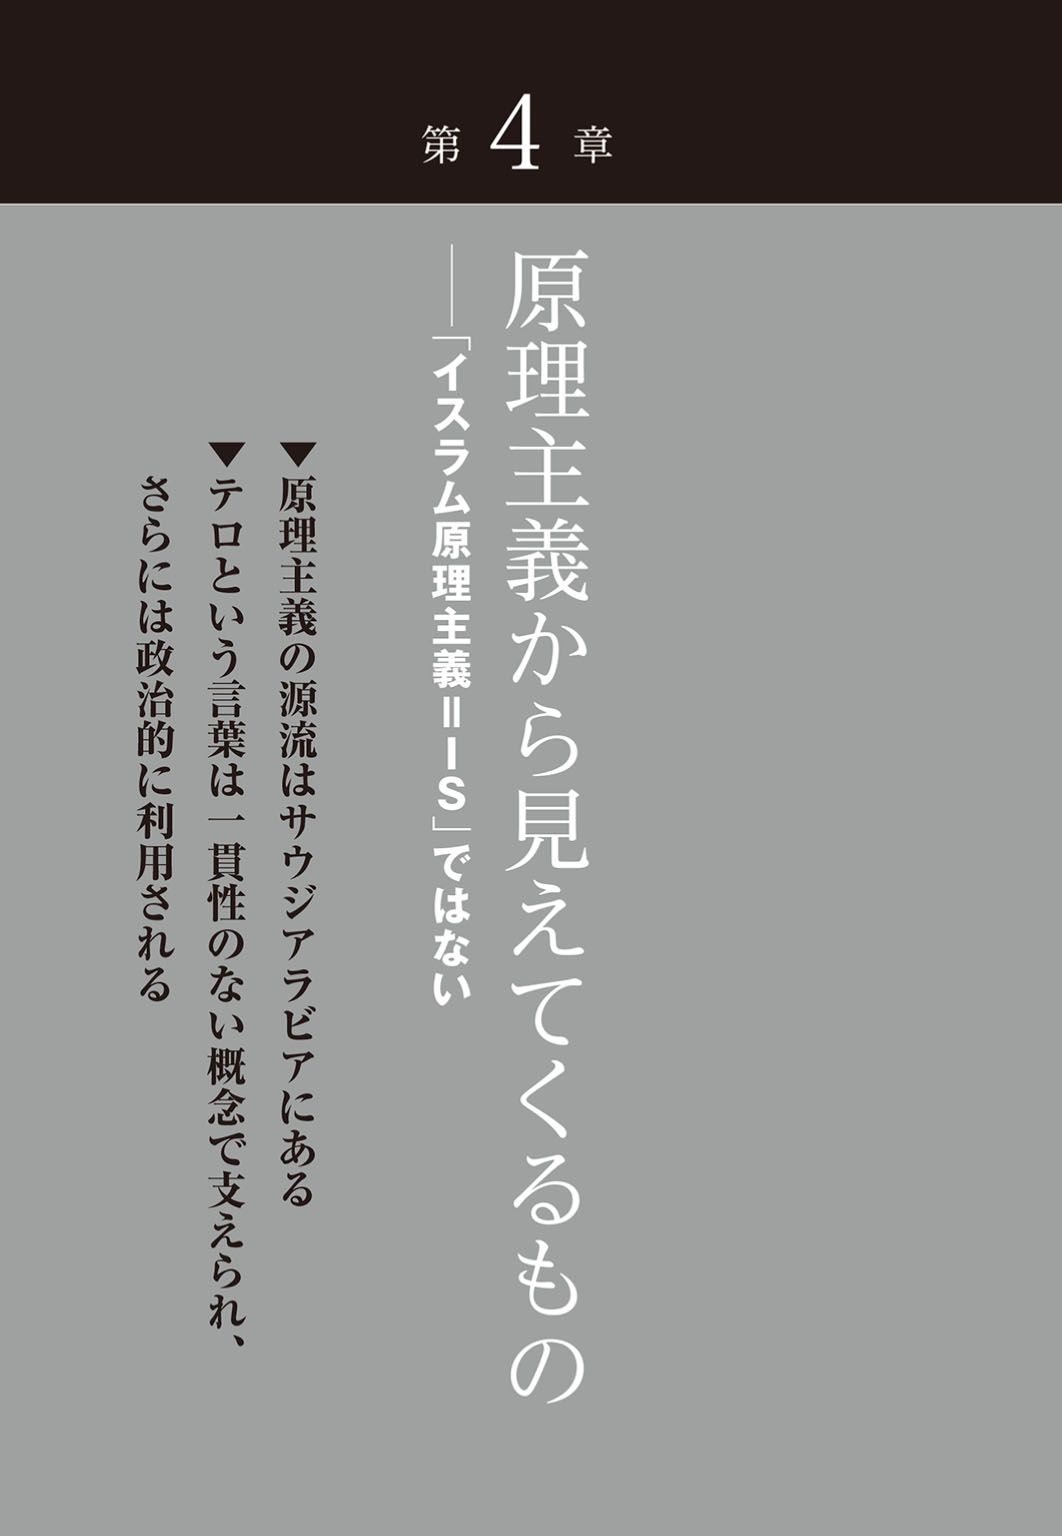 第4章
原理主義から見えてくるもの
──「イスラム原理主義=IS」ではない
▼原理主義の源流はサウジアラビアにある
▼テロという言葉は一貫性のない概念で支えられ、
さらには政治的に利用される